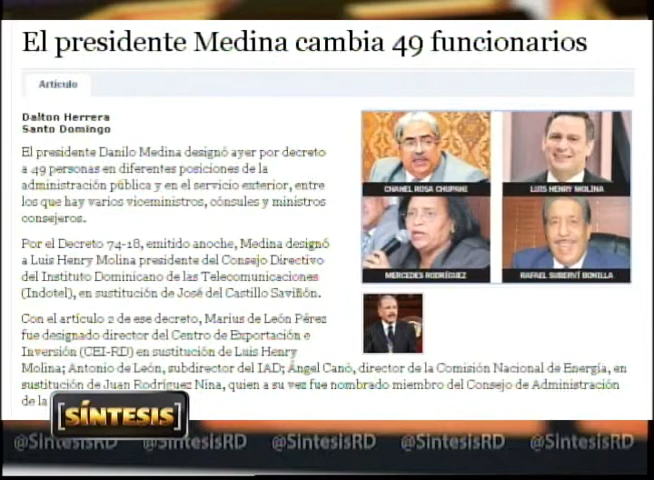 El presidente Medina cambia 49 funcionarios
Artículo
Dalton Herrera
Santo Domingo
El presidente Danilo Medina designó ayer por decreto
a 49 personas en diferentes posiciones de la
administración pública y en el servicio exterior, entre
los que hay varios viceministros, cónsules y ministros
consejeros.
Por el Decreto 74-18, emitido anoche, Medina designó
a Luis Henry Molina presidente del Consejo Directivo
del Instituto Dominicano de las Telecomunicaciones
(Indotel), en sustitución de José del Castillo Saviñón.
Con el artículo 2 de ese decreto, Marius de León Pérez
fue designado director del Centro de Exportación e
Inversión (CEI-RD) en sustitución de Luis Henry
Molina; Antonio de León, subdirector del IAD; Ángel Canó, director de la Comisión Nacional de Energía, en
sustitución de Juan Rodríguez Nina, quien a su vez fue nombrado miembro del Consejo de Administración
de la
CHANEL ROSA CHUPANI
LUIS HENRY MOLINA
MERCEDES RODRÍGUEZ
RAFAEL SUBERVÍ BONILLA
[SÍNTESIS]
@SintesisRD @SintesisRD @SintesisRD @SintesisRD @SintesisRD